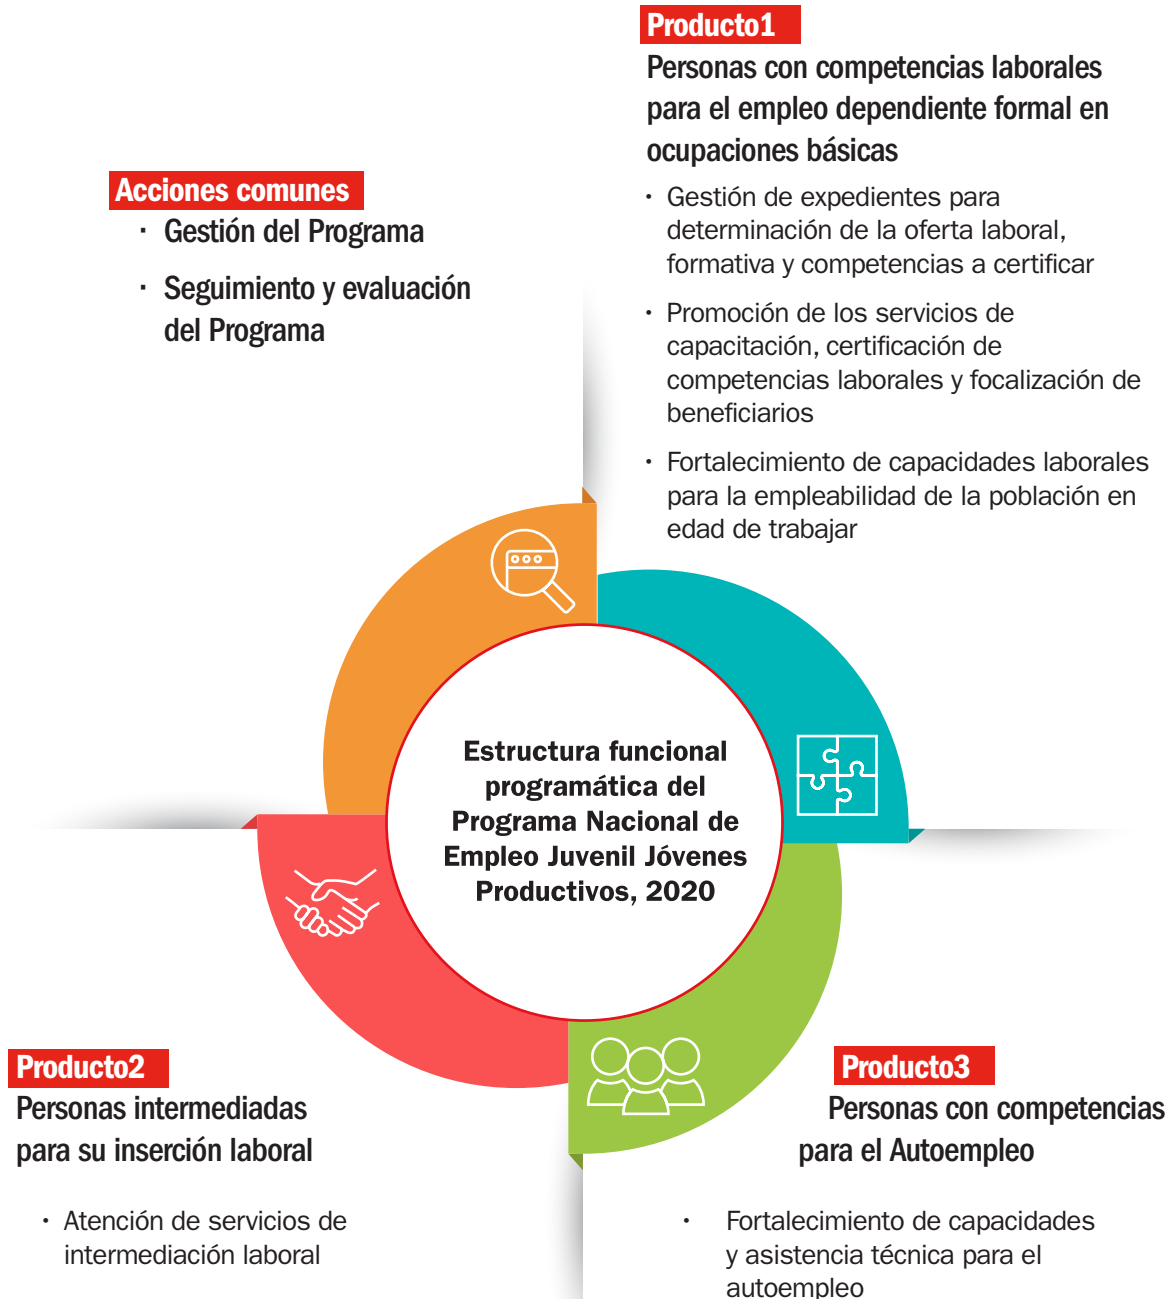 Producto1
Personas con competencias laborales
para el empleo dependiente formal en
ocupaciones básicas
· Gestión de expedientes para
determinación de la oferta laboral,
formativa y competencias a certificar
· Promoción de los servicios de
capacitación, certificación de
competencias laborales y focalización de
beneficiarios
· Fortalecimiento de capacidades laborales
para la empleabilidad de la población en
edad de trabajar
Acciones comunes
· Gestión del Programa
· Seguimiento y evaluación
del Programa
Estructura funcional
programática del
Programa Nacional de
Empleo Juvenil Jóvenes
Productivos, 2020
Producto2
Personas intermediadas
para su inserción laboral
· Atención de servicios de
intermediación laboral
Producto3
Personas con competencias
para el Autoempleo
· Fortalecimiento de capacidades
y asistencia técnica para el
autoempleo